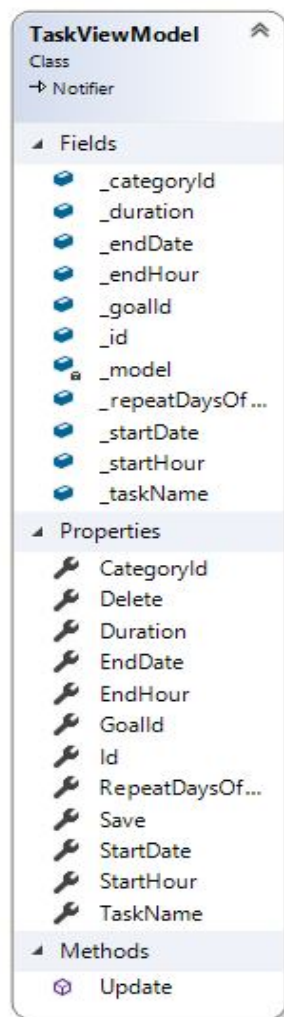 TaskViewModel
Class
Notifier
Fields
_categoryId
_duration
_endDate
_endHour
_goalId
_id
_model
_repeatDaysOf...
_startDate
_startHour
_taskName
Properties
CategoryId
Delete
Duration
EndDate
EndHour
GoalId
Id
RepeatDaysOf...
Save
StartDate
StartHour
TaskName
Methods
Update